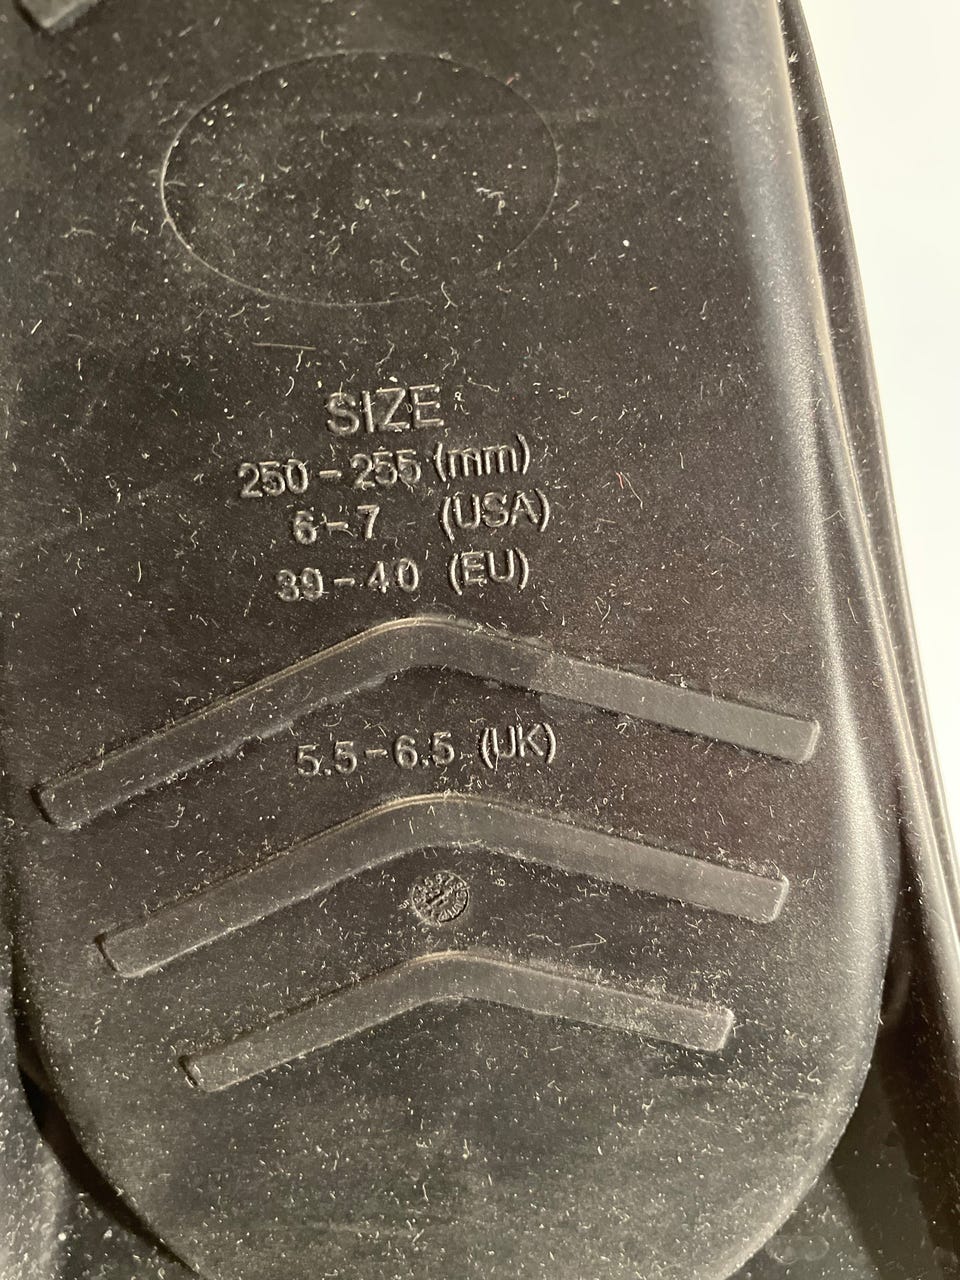 SIZE
250-255 (mm)
6-7 (USA)
39-40 (EU)
5.5-6.5 (UK)